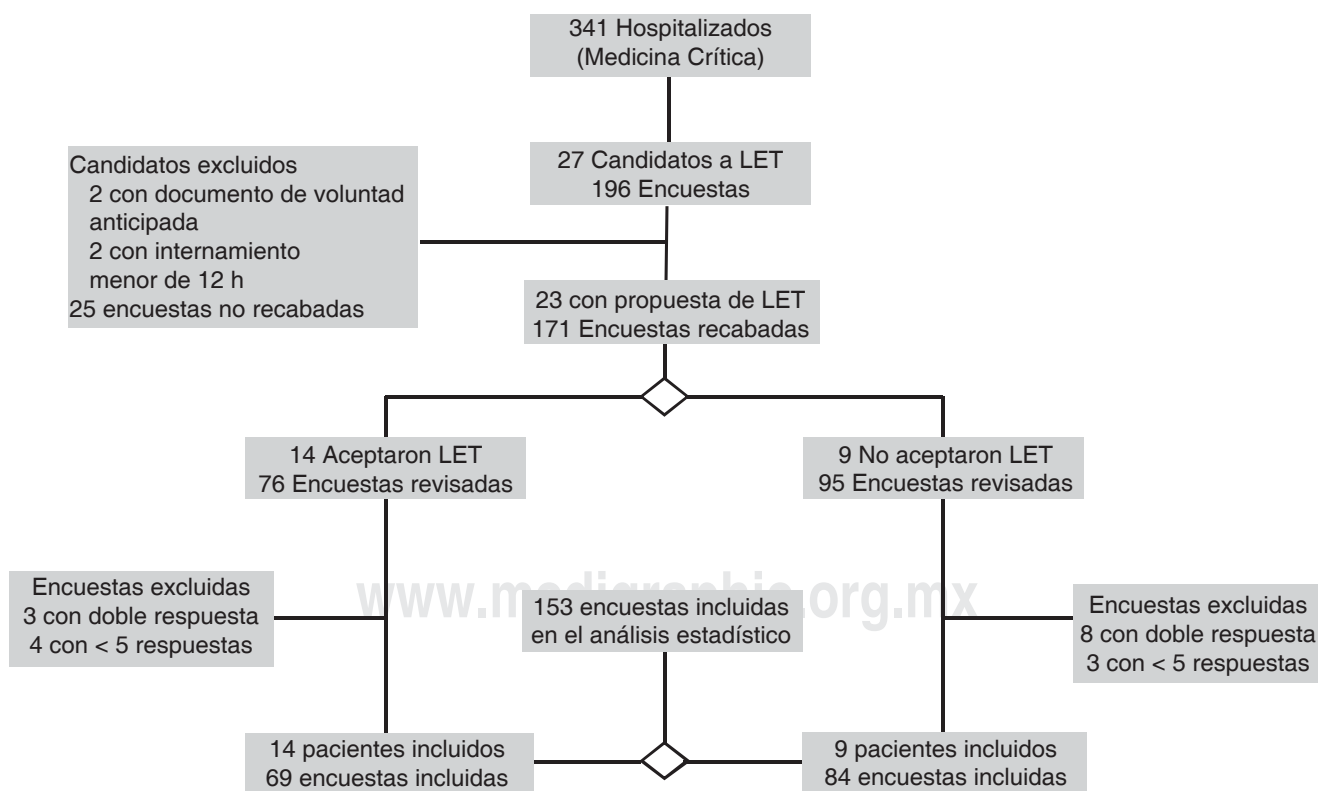 341 Hospitalizados
(Medicina Crítica)
27 Candidatos a LET
196 Encuestas
Candidatos excluidos
2 con documento de voluntad
anticipada
2 con internamiento
menor de 12 h
25 encuestas no recabadas
23 con propuesta de LET
171 Encuestas recabadas
14 Aceptaron LET
76 Encuestas revisadas
9 No aceptaron LET
95 Encuestas revisadas
Encuestas excluidas
3 con doble respuesta
4 con < 5 respuestas
153 encuestas incluidas
en el análisis estadístico
Encuestas excluidas
8 con doble respuesta
3 con < 5 respuestas
14 pacientes incluidos
69 encuestas incluidas
9 pacientes incluidos
84 encuestas incluidas